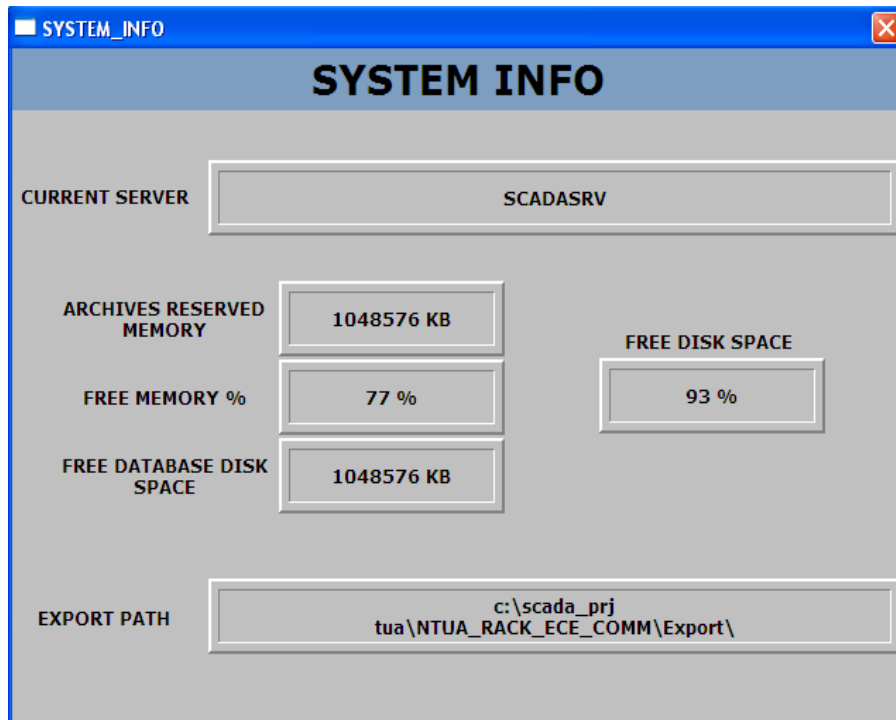 SYSTEM_INFO
SYSTEM INFO
CURRENT SERVER
SCADASRV
ARCHIVES RESERVED
MEMORY
1048576 KB
FREE DISK SPACE
FREE MEMORY %
77 %
93 %
FREE DATABASE DISK
SPACE
1048576 KB
EXPORT PATH
c:\scada_prj
tua\NTUA_RACK_ECE_COMM\Export\